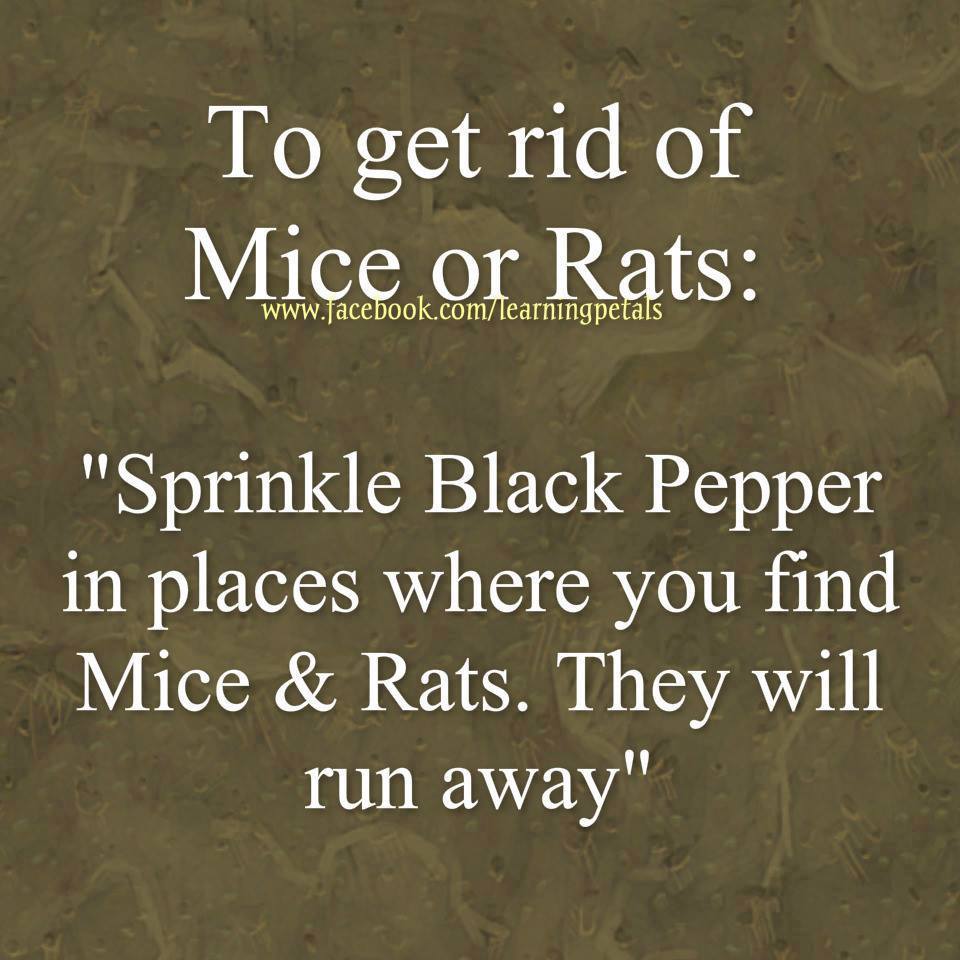 To get rid of
Mice or Rats:
www.facebook.com/learningpetals
"Sprinkle Black Pepper
in places where you find
Mice & Rats. They will
run away"